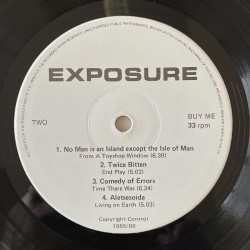 EXPOSURE
TWO
BUY ME
33 rpm
1. No Man is an Island except the Isle of Man
From A Toyshop Window (6.39)
2. Twice Bitten
End Play (5.02)
3. Comedy of Errors
Time There Was (6.34)
4. Aletsesoida
Living on Earth (5.03)
Copyright Control
1985/86